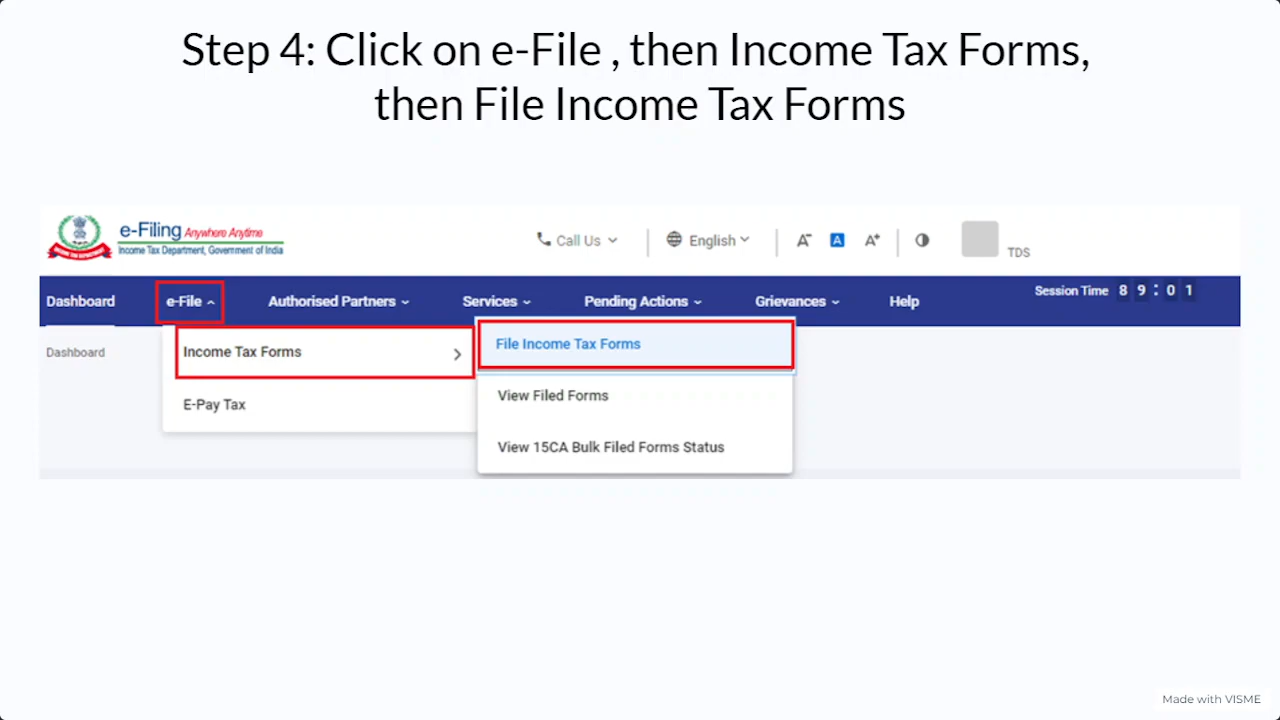 Step 4: Click on e-File , then Income Tax Forms,
then File Income Tax Forms
e-Filing Anywhere Anytime
Income Tax Department, Government of India
Call Us
English
A-
A
A+
TDS
Dashboard
e-File
Authorised Partners
Services
Pending Actions
Grievances
Help
Session Time 8 9 : 0 1
Dashboard
Income Tax Forms
E-Pay Tax
File Income Tax Forms
View Filed Forms
View 15CA Bulk Filed Forms Status
Made with VISME